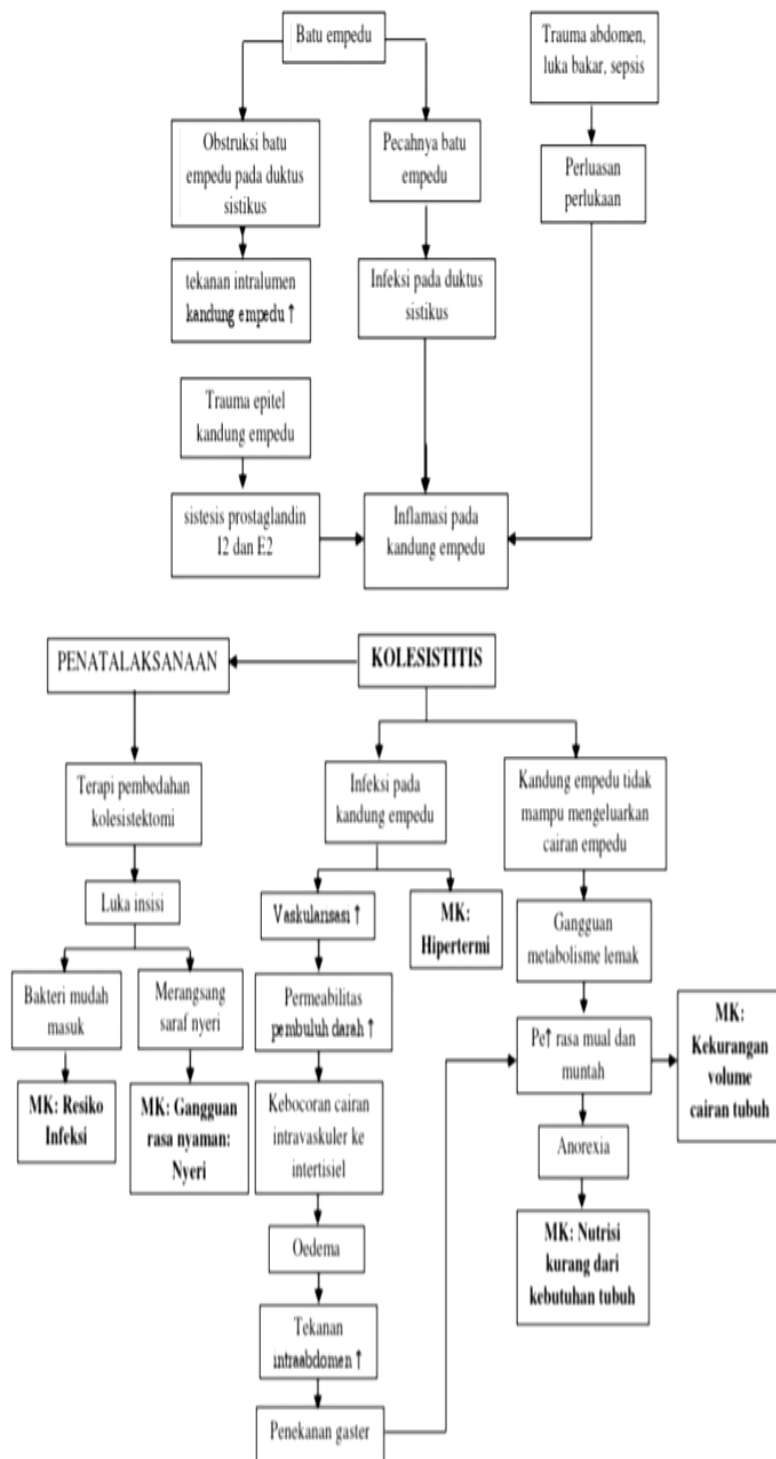 Batu empedu
Trauma abdomen,
luka bakar, sepsis
Obstruksi batu
empedu pada duktus
sistikus
Pecahnya batu
empedu
Perluasan
perlukaan
tekanan intralumen
kandung empedu ↑
Infeksi pada duktus
sistikus
Trauma epitel
kandung empedu
sistesis prostaglandin
I2 dan E2
Inflamasi pada
kandung empedu
PENATALAKSANAAN
KOLESISTITIS
Terapi pembedahan
kolesistektomi
Infeksi pada
kandung empedu
Kandung empedu tidak
mampu mengeluarkan
cairan empedu
Luka insisi
Vaskularisasi ↑
MK:
Hipertermi
Gangguan
metabolisme lemak
Bakteri mudah
masuk
Merangsang
saraf nyeri
Permeabilitas
pembuluh darah ↑
Pe↑ rasa mual dan
muntah
MK:
Kekurangan
volume
cairan tubuh
MK: Resiko
Infeksi
MK: Gangguan
rasa nyaman:
Nyeri
Kebocoran cairan
intravaskuler ke
intertisiel
Anorexia
Oedema
MK: Nutrisi
kurang dari
kebutuhan tubuh
Tekanan
intraabdomen ↑
Penekanan gaster